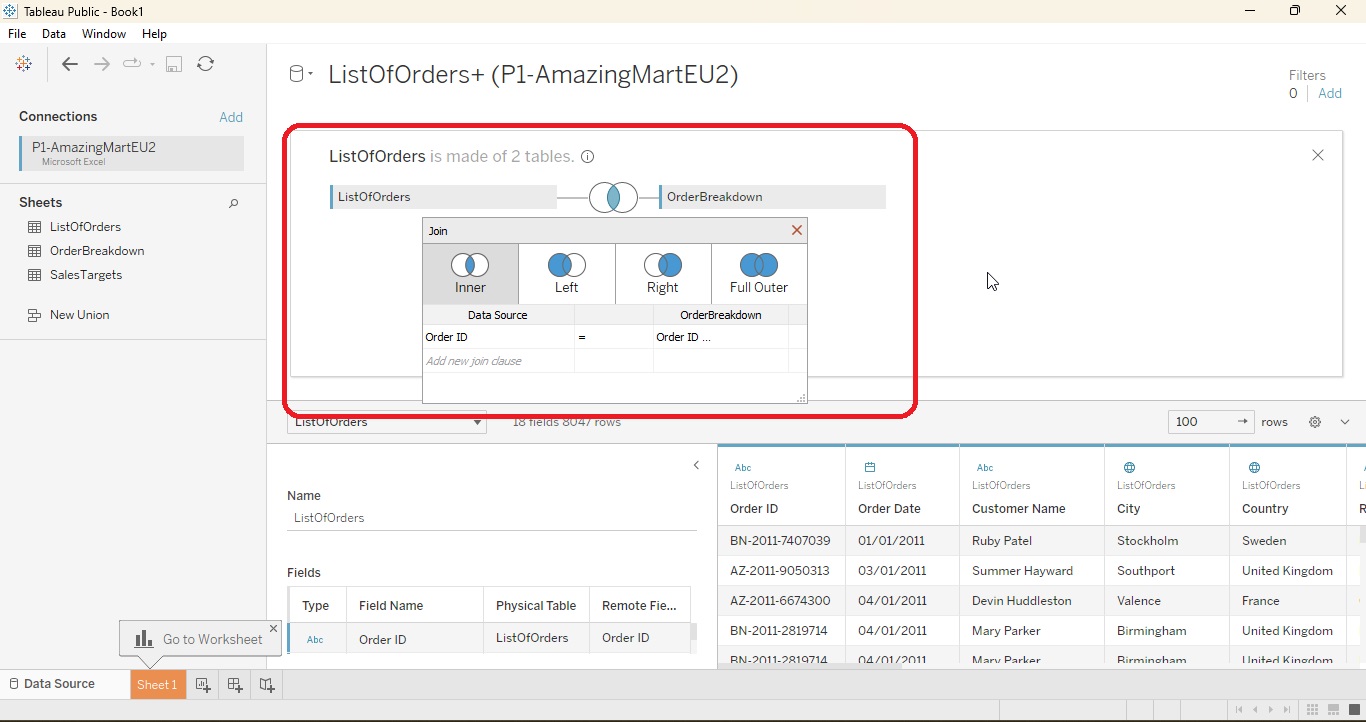 Tableau Public - Book1
File Data Window Help
ListOfOrders+ (P1-AmazingMartEU2)
Filters
0 Add
Connections Add
P1-AmazingMartEU2
Microsoft Excel
Sheets
ListOfOrders
OrderBreakdown
SalesTargets
New Union
ListOfOrders is made of 2 tables.
ListOfOrders OrderBreakdown
Join
Inner Left Right Full Outer
Data Source OrderBreakdown
Order ID = Order ID ...
Add new join clause
ListOfOrders 18 fields 8047 rows 100 → rows
Name
ListOfOrders
Fields
Type Field Name Physical Table Remote Fie...
Abc Order ID ListOfOrders Order ID
Abc Abc
ListOfOrders ListOfOrders ListOfOrders ListOfOrders ListOfOrders
Order ID Order Date Customer Name City Country
BN-2011-7407039 01/01/2011 Ruby Patel Stockholm Sweden
AZ-2011-9050313 03/01/2011 Summer Hayward Southport United Kingdom
AZ-2011-6674300 04/01/2011 Devin Huddleston Valence France
BN-2011-2819714 04/01/2011 Mary Parker Birmingham United Kingdom
BN-2011-2819714 04/01/2011 Mary Parker Birmingham United Kingdom
Go to Worksheet
Data Source Sheet 1